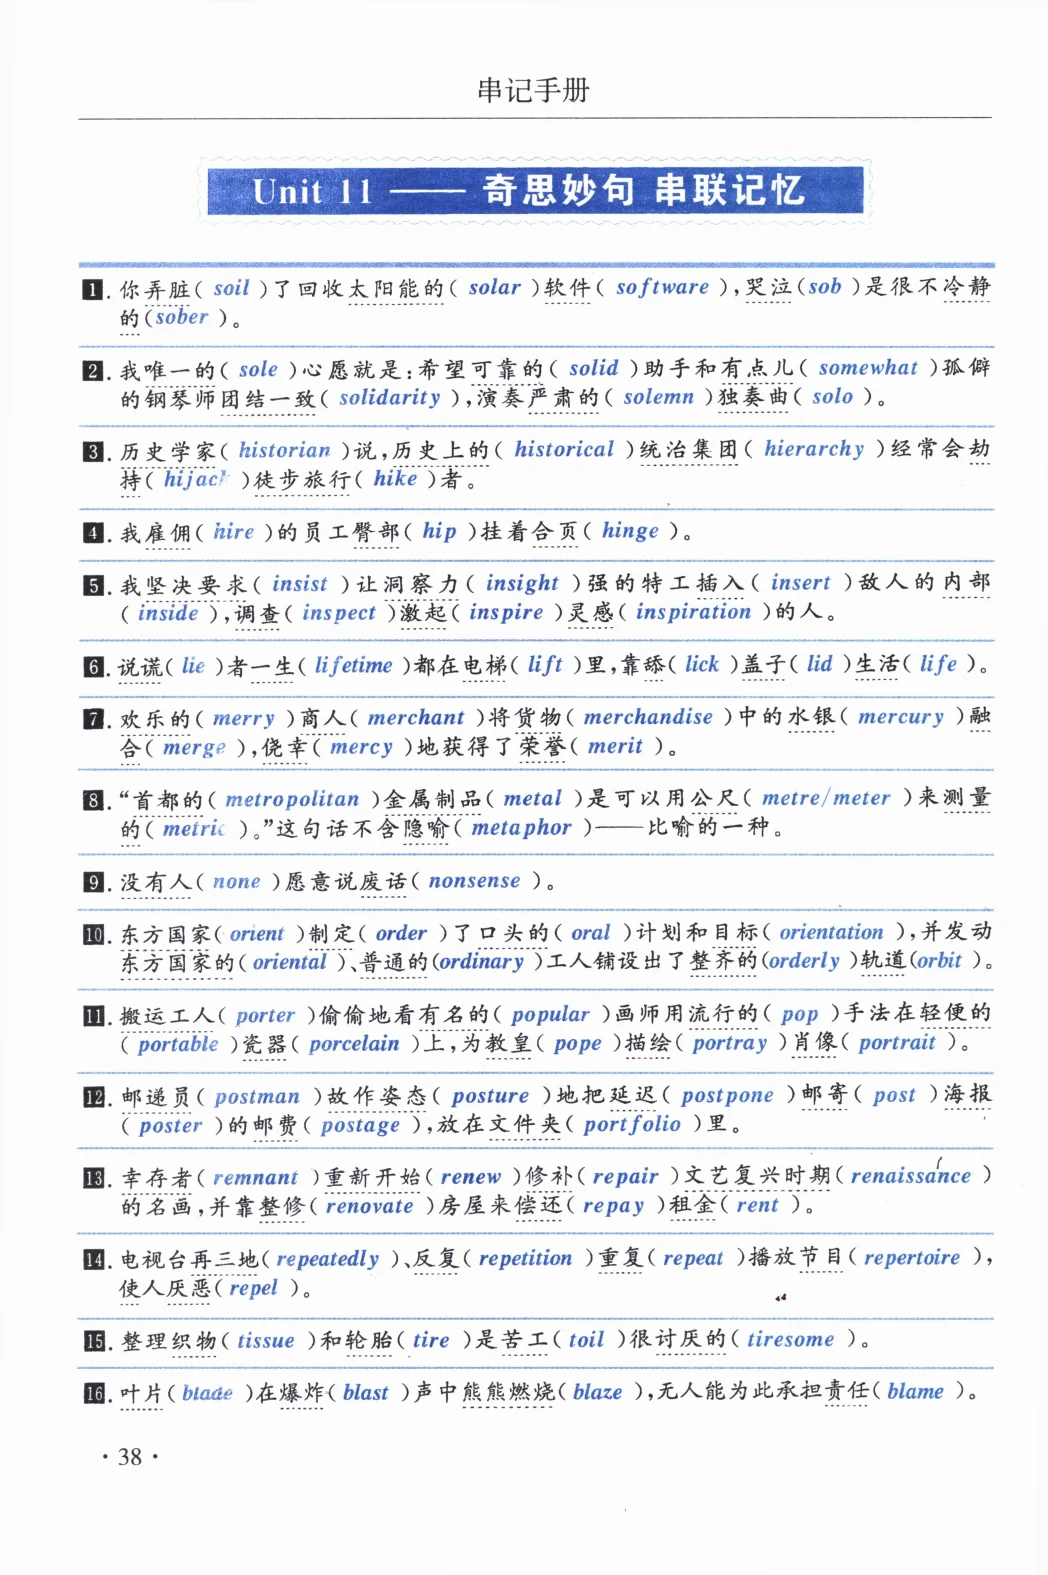 串记手册
Unit 11 —— 奇思妙句 串联记忆
1. 你弄脏( soil )了回收太阳能的( solar )软件( software ),哭泣(sob )是很不冷静
的(sober )。
2. 我唯一的( sole )心愿就是:希望可靠的( solid )助手和有点儿( somewhat )孤僻
的钢琴师团结一致( solidarity ),演奏严肃的( solemn )独奏曲( solo )。
3. 历史学家( historian )说,历史上的( historical )统治集团( hierarchy )经常会劫
持( hijack )徒步旅行( hike )者。
4. 我雇佣( hire )的员工臀部( hip )挂着合页( hinge )。
5. 我坚决要求( insist )让洞察力( insight )强的特工插入( insert )敌人的内部
( inside ),调查( inspect )激起( inspire )灵感( inspiration )的人。
6. 说谎( lie )者一生( lifetime )都在电梯( lift )里,靠舔( lick )盖子( lid )生活( life )。
7. 欢乐的( merry )商人( merchant )将货物( merchandise )中的水银( mercury )融
合( merge ),侥幸( mercy )地获得了荣誉( merit )。
8. “首都的( metropolitan )金属制品( metal )是可以用公尺( metre/meter )来测量
的( metric )。”这句话不含隐喻( metaphor )——比喻的一种。
9. 没有人( none )愿意说废话( nonsense )。
10. 东方国家( orient )制定( order )了口头的( oral )计划和目标( orientation ),并发动
东方国家的( oriental )、普通的(ordinary )工人铺设出了整齐的(orderly )轨道(orbit )。
11. 搬运工人( porter )偷偷地看有名的( popular )画师用流行的( pop )手法在轻便的
( portable )瓷器( porcelain )上,为教皇( pope )描绘( portray )肖像( portrait )。
12. 邮递员( postman )故作姿态( posture )地把延迟( postpone )邮寄( post )海报
( poster )的邮费( postage ),放在文件夹( portfolio )里。
13. 幸存者( remnant )重新开始( renew )修补( repair )文艺复兴时期( renaissance )
的名画,并靠整修( renovate )房屋来偿还( repay )租金( rent )。
14. 电视台再三地( repeatedly )、反复( repetition )重复( repeat )播放节目( repertoire ),
使人厌恶( repel )。
15. 整理织物( tissue )和轮胎( tire )是苦工( toil )很讨厌的( tiresome )。
16. 叶片( blade )在爆炸( blast )声中熊熊燃烧( blaze ),无人能为此承担责任( blame )。
· 38 ·